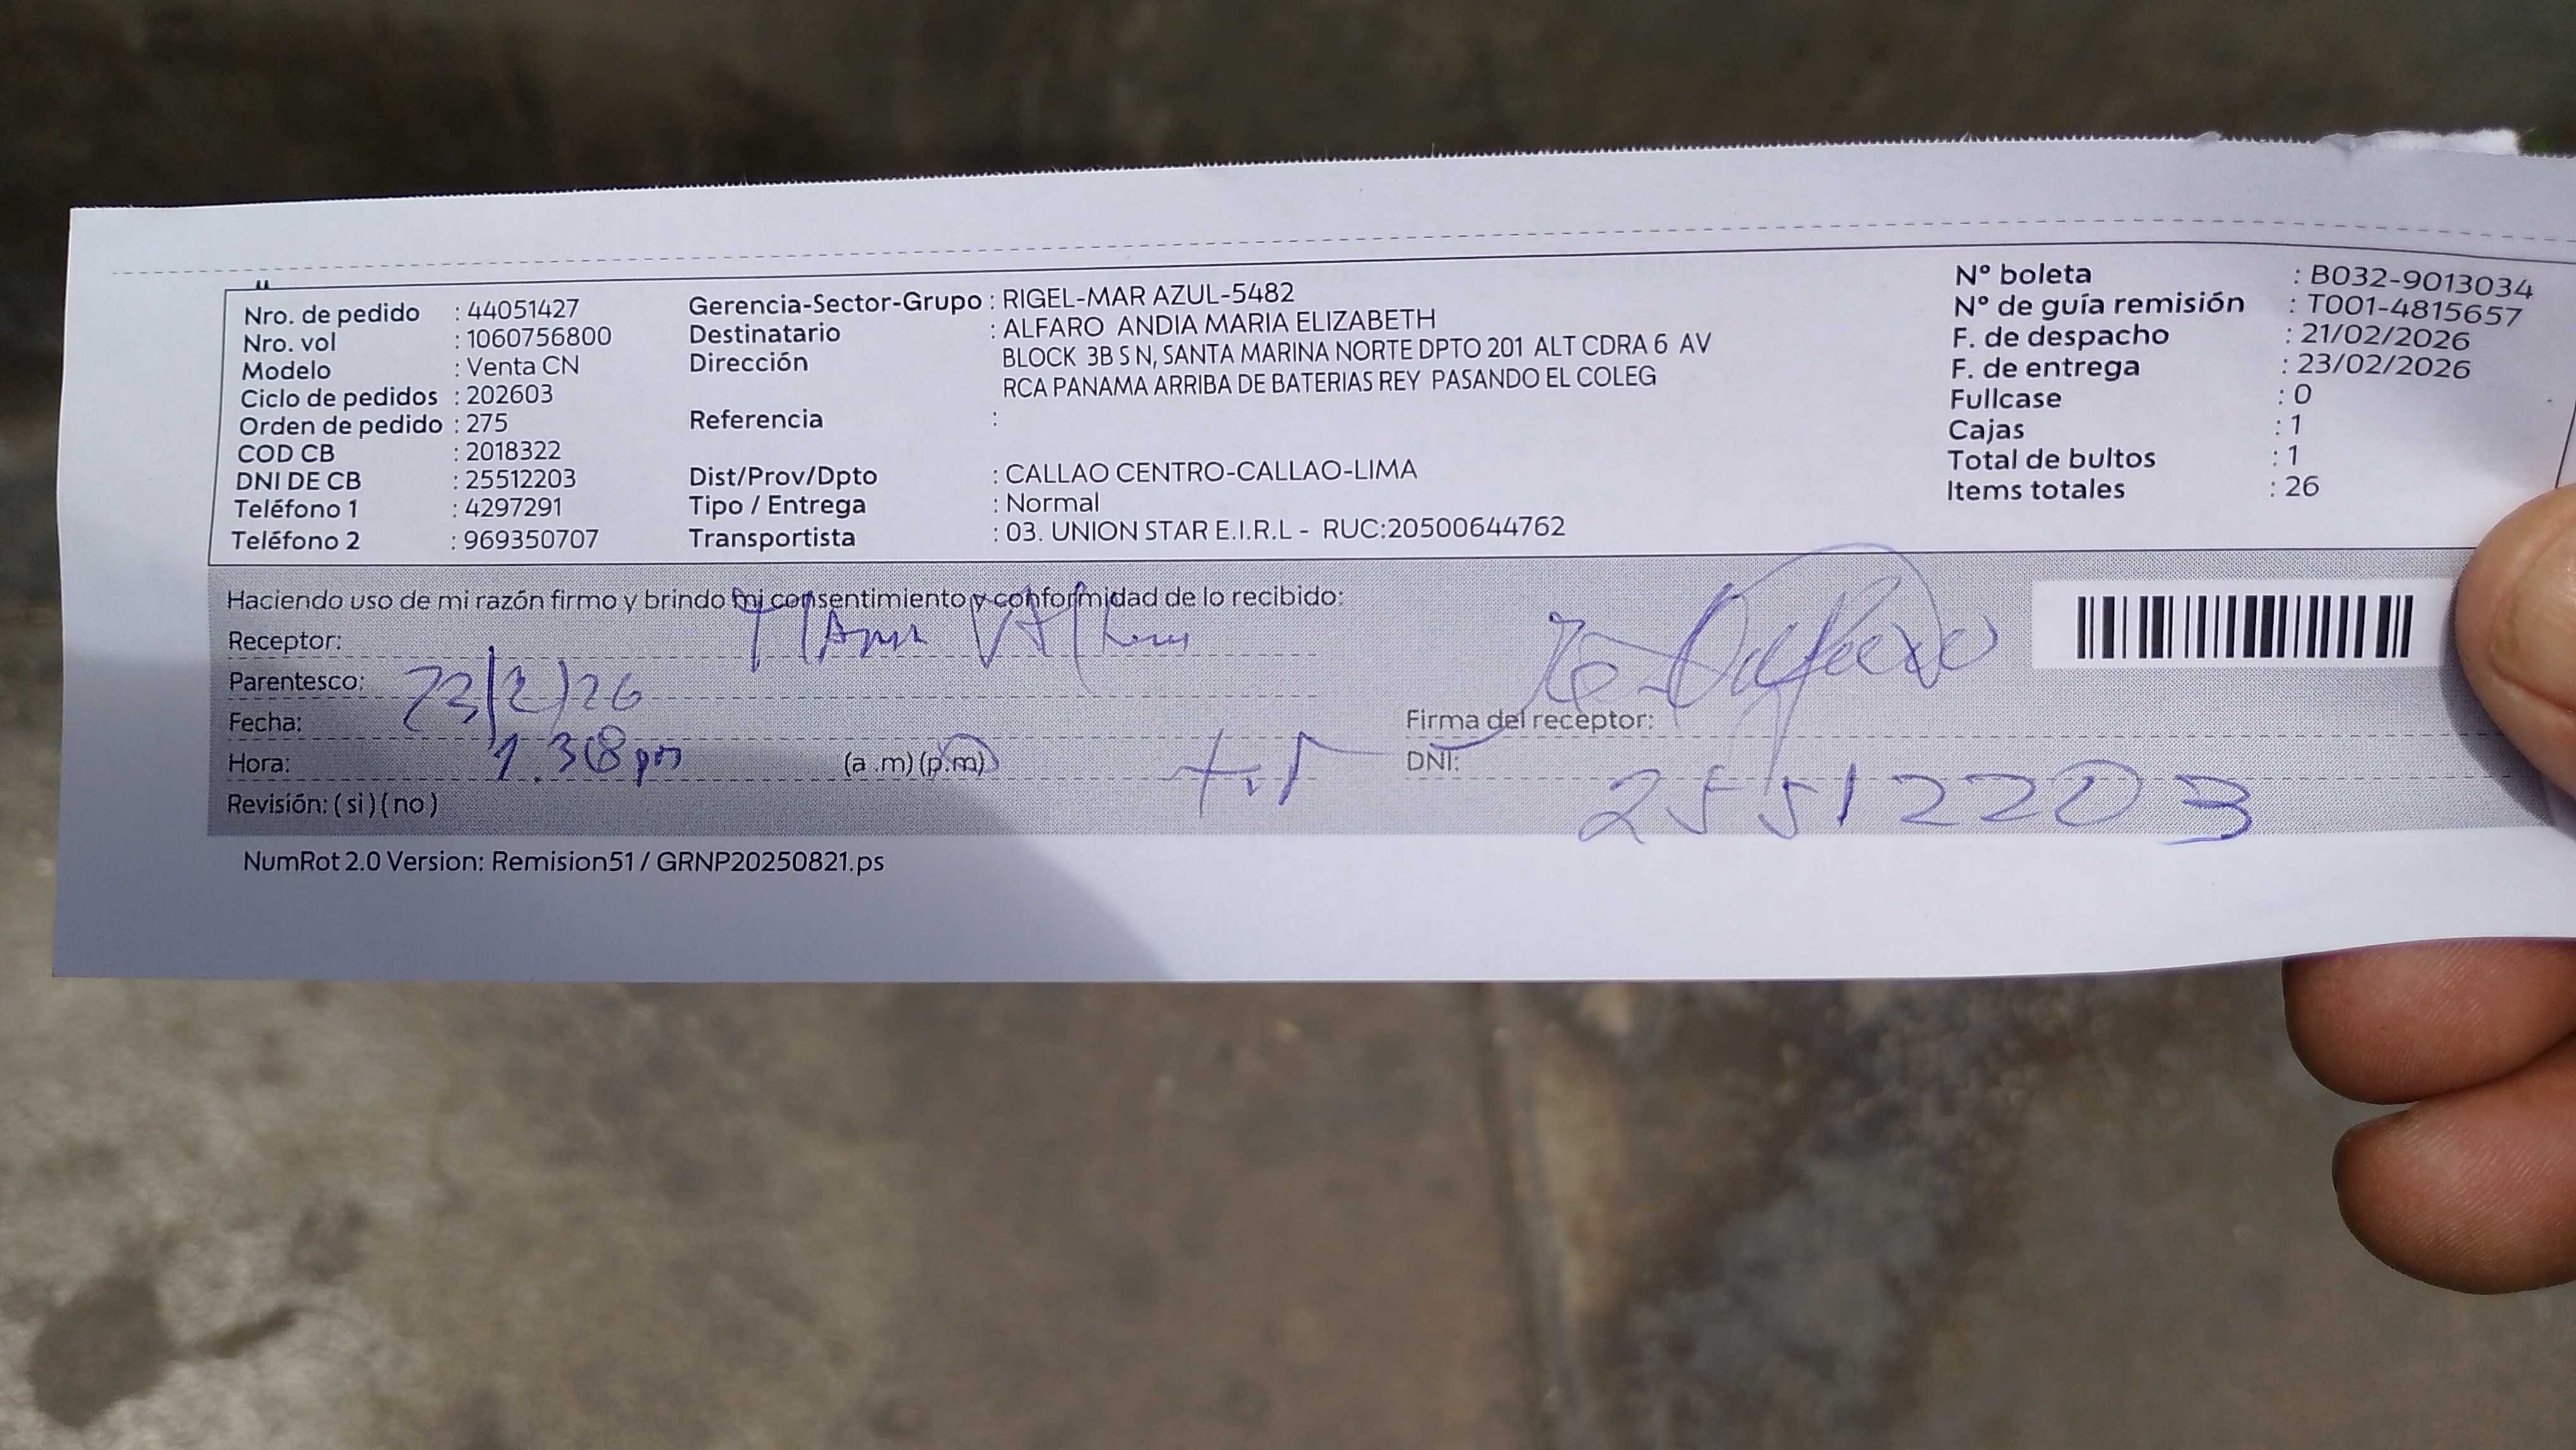 Nro. de pedido : 44051427
Nro. vol : 1060756800
Modelo : Venta CN
Ciclo de pedidos : 202603
Orden de pedido : 275
COD CB : 2018322
DNI DE CB : 25512203
Teléfono 1 : 4297291
Teléfono 2 : 969350707
Gerencia-Sector-Grupo : RIGEL-MAR AZUL-5482
Destinatario : ALFARO ANDIA MARIA ELIZABETH
Dirección BLOCK 3B S N, SANTA MARINA NORTE DPTO 201 ALT CDRA 6 AV
RCA PANAMA ARRIBA DE BATERIAS REY PASANDO EL COLEG
Referencia :
Dist/Prov/Dpto : CALLAO CENTRO-CALLAO-LIMA
Tipo / Entrega : Normal
Transportista : 03. UNION STAR E.I.R.L - RUC:20500644762
N° boleta : B032-9013034
N° de guía remisión : T001-4815657
F. de despacho : 21/02/2026
F. de entrega : 23/02/2026
Fullcase : 0
Cajas : 1
Total de bultos : 1
Items totales : 26
Haciendo uso de mi razón firmo y brindo mi consentimiento y conformidad de lo recibido:
Receptor:
Parentesco:
Fecha: 23/2/26
Hora: 1.38 pm (a .m) (p.m)
Revisión: ( si ) ( no )
Firma del receptor:
DNI: 25512203
NumRot 2.0 Version: Remision51 / GRNP20250821.ps